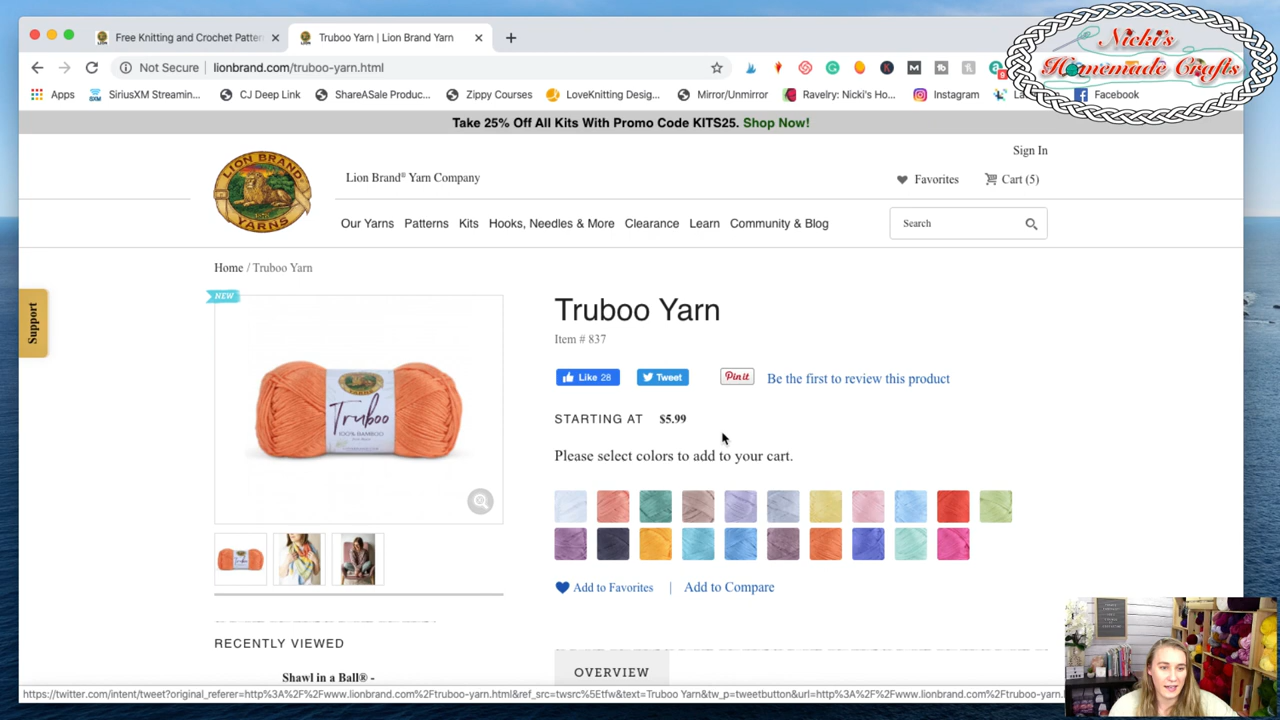 Free Knitting and Crochet Patter
Truboo Yarn | Lion Brand Yarn
Nicki's
Homemade Crafts
Not Secure
lionbrand.com/truboo-yarn.html
Apps
SiriusXM Streamin...
CJ Deep Link
ShareASale Produc...
Zippy Courses
LoveKnitting Desig...
Mirror/Unmirror
Ravelry: Nicki's Ho...
Instagram
Facebook
Take 25% Off All Kits With Promo Code KITS25. Shop Now!
Sign In
LION BRAND
YARNS
Lion Brand® Yarn Company
Favorites
Cart (5)
Our Yarns
Patterns
Kits
Hooks, Needles & More
Clearance
Learn
Community & Blog
Search
Home / Truboo Yarn
NEW
Support
Truboo Yarn
Item # 837
Like 28
Tweet
Pin it
Be the first to review this product
Truboo
100% BAMBOO
STARTING AT $5.99
Please select colors to add to your cart.
Add to Favorites | Add to Compare
RECENTLY VIEWED
Shawl in a Ball® -
OVERVIEW
https://twitter.com/intent/tweet?original_referer=http%3A%2F%2Fwww.lionbrand.com%2Ftruboo-yarn.html&ref_src=twsrc%5Etfw&text=Truboo Yarn&tw_p=tweetbutton&url=http%3A%2F%2Fwww.lionbrand.com%2Ftruboo-yarn.